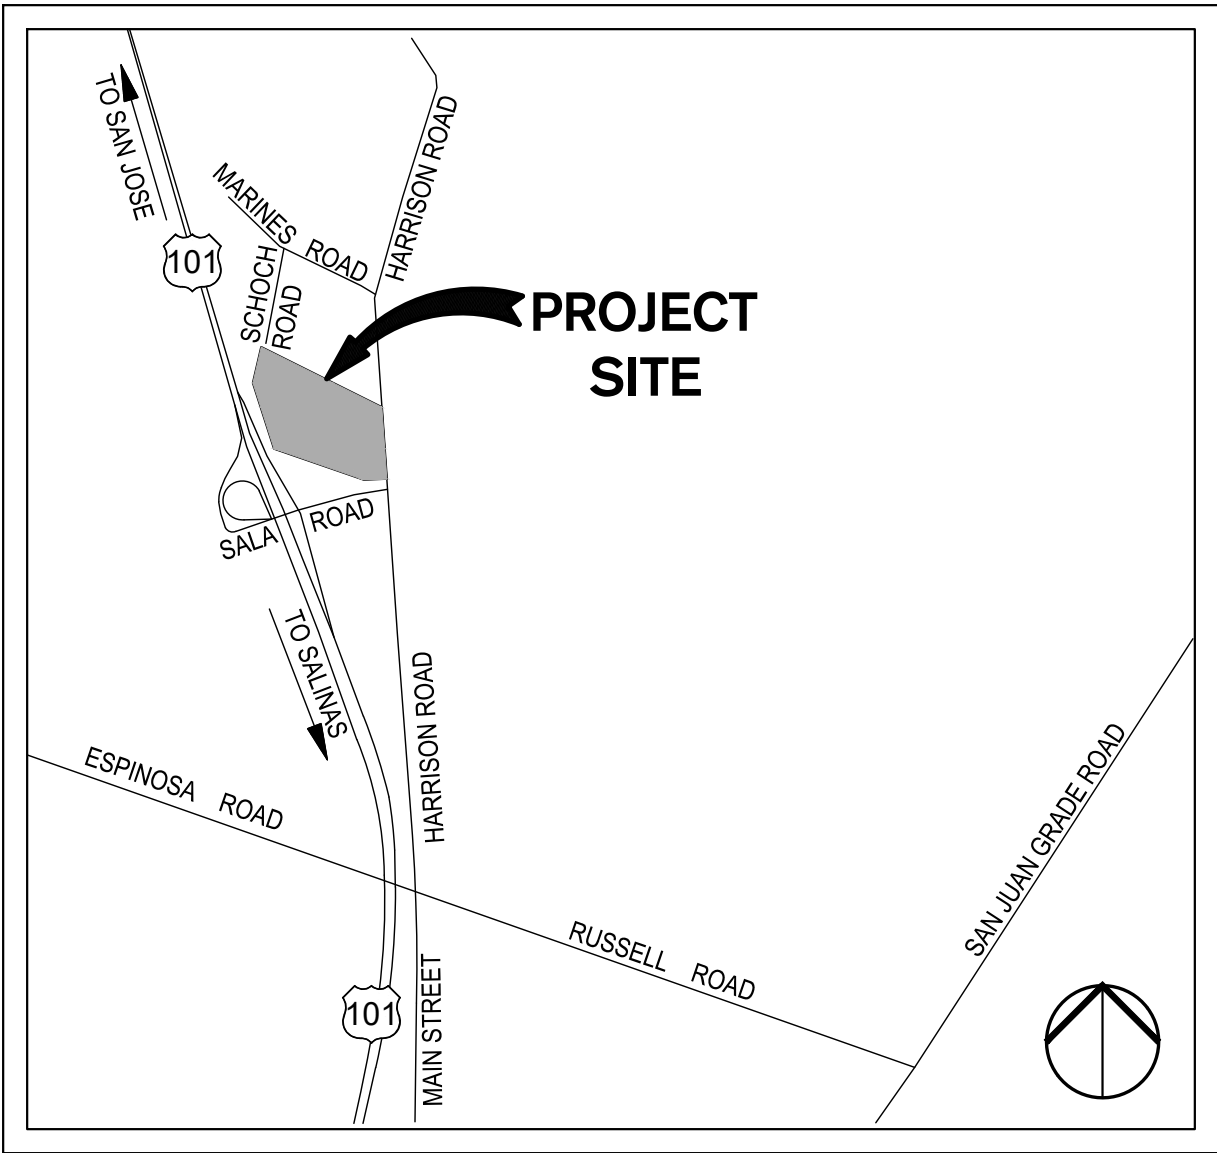 TO SAN JOSE
HARRISON ROAD
MARINES ROAD
101
SCHOCH
ROAD
PROJECT
SITE
SALA ROAD
TO SALINAS
HARRISON ROAD
ESPINOSA ROAD
SAN JUAN GRADE ROAD
RUSSELL ROAD
101
MAIN STREET